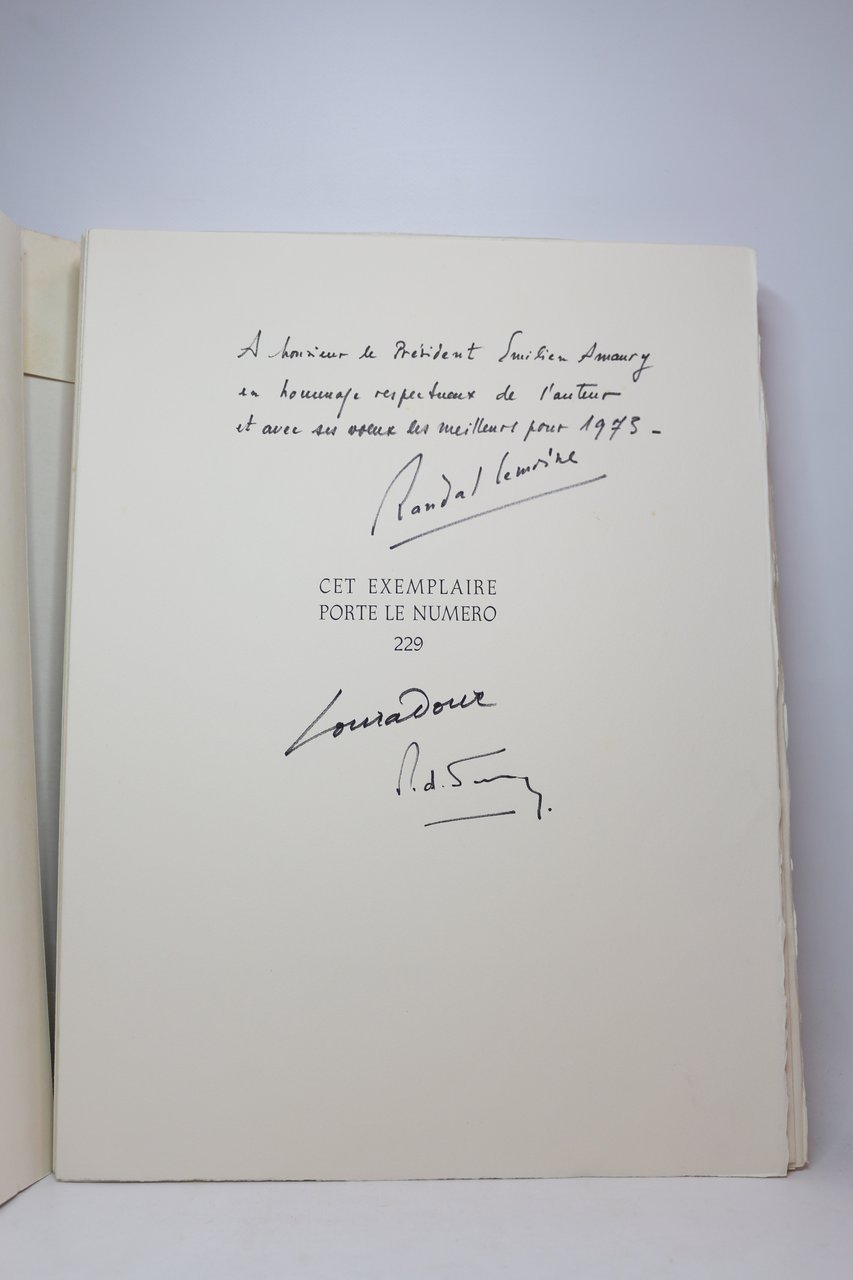 A Monsieur le Président Emilien Amaury
en hommage respectueux de l'auteur
et avec ses voeux les meilleurs pour 1973 -
Randal Lemoine
CET EXEMPLAIRE
PORTE LE NUMERO
229
Louradour